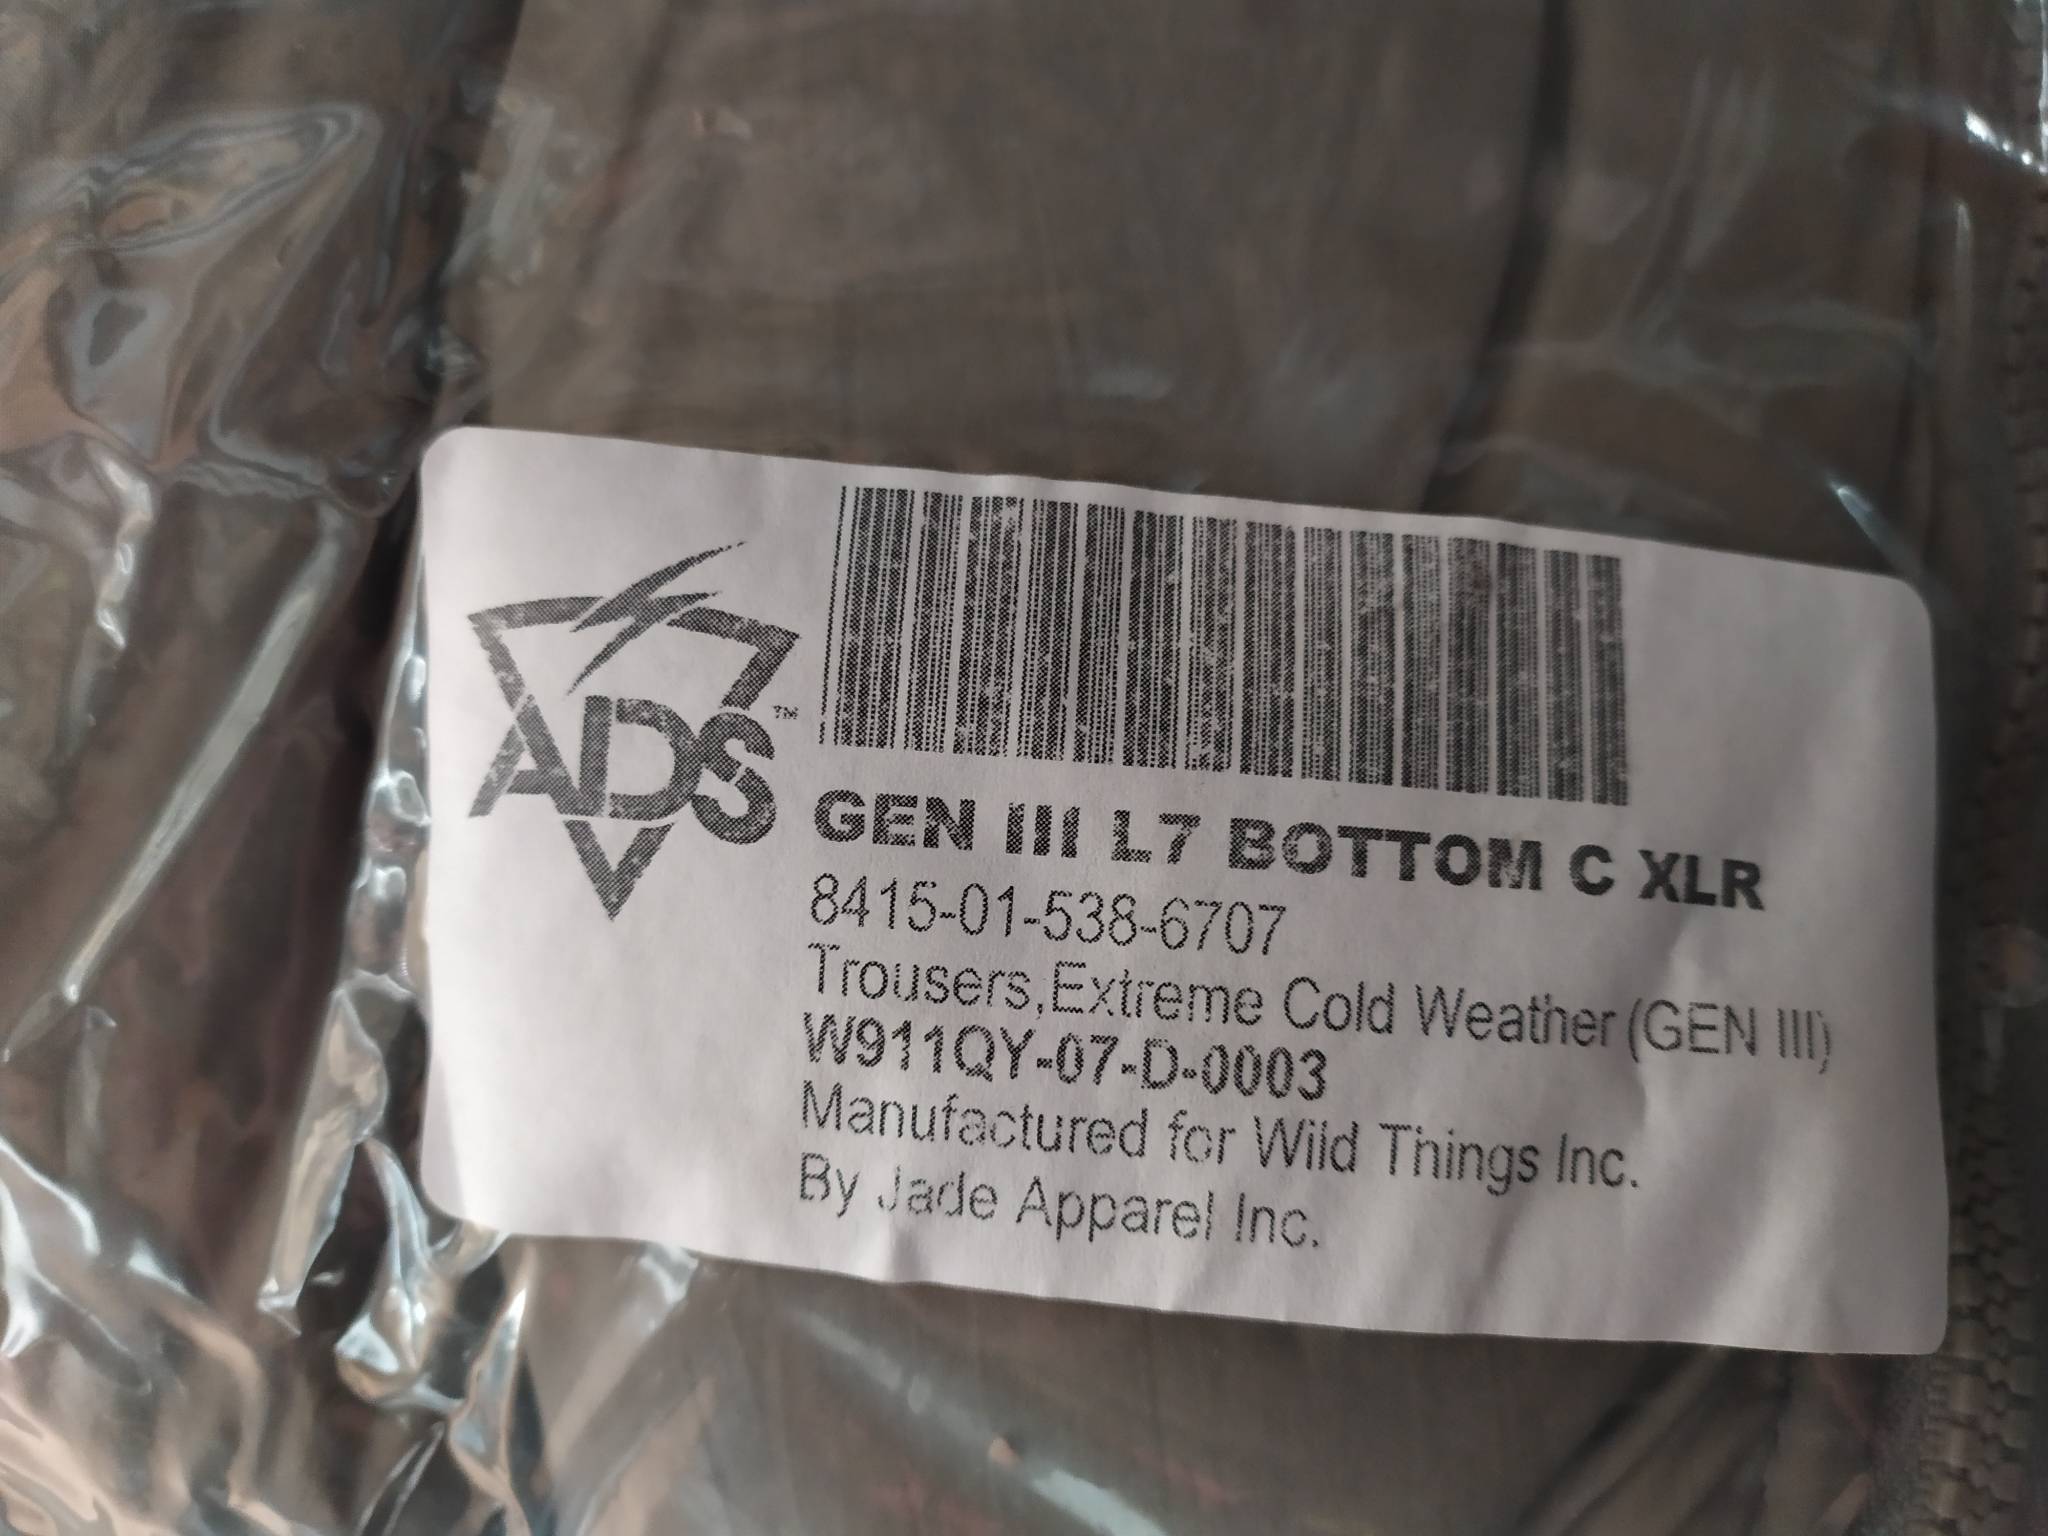 ADS™
GEN III L7 BOTTOM C XLR
8415-01-538-6707
Trousers,Extreme Cold Weather (GEN III)
W911QY-07-D-0003
Manufactured for Wild Things Inc.
By Jade Apparel Inc.